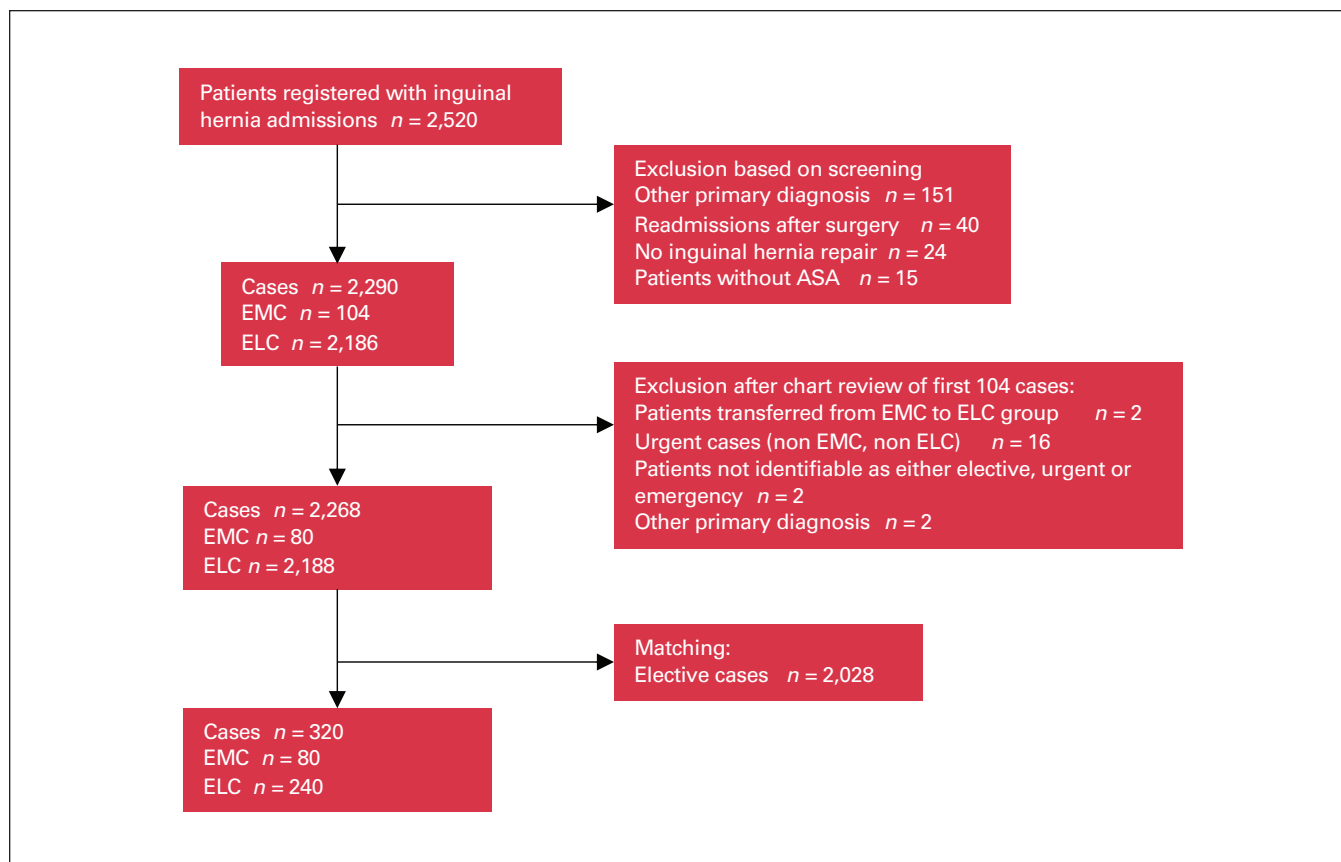 Patients registered with inguinal
hernia admissions n = 2,520
Exclusion based on screening
Other primary diagnosis n = 151
Readmissions after surgery n = 40
No inguinal hernia repair n = 24
Patients without ASA n = 15
Cases n = 2,290
EMC n = 104
ELC n = 2,186
Exclusion after chart review of first 104 cases:
Patients transferred from EMC to ELC group n = 2
Urgent cases (non EMC, non ELC) n = 16
Patients not identifiable as either elective, urgent or
emergency n = 2
Other primary diagnosis n = 2
Cases n = 2,268
EMC n = 80
ELC n = 2,188
Matching:
Elective cases n = 2,028
Cases n = 320
EMC n = 80
ELC n = 240